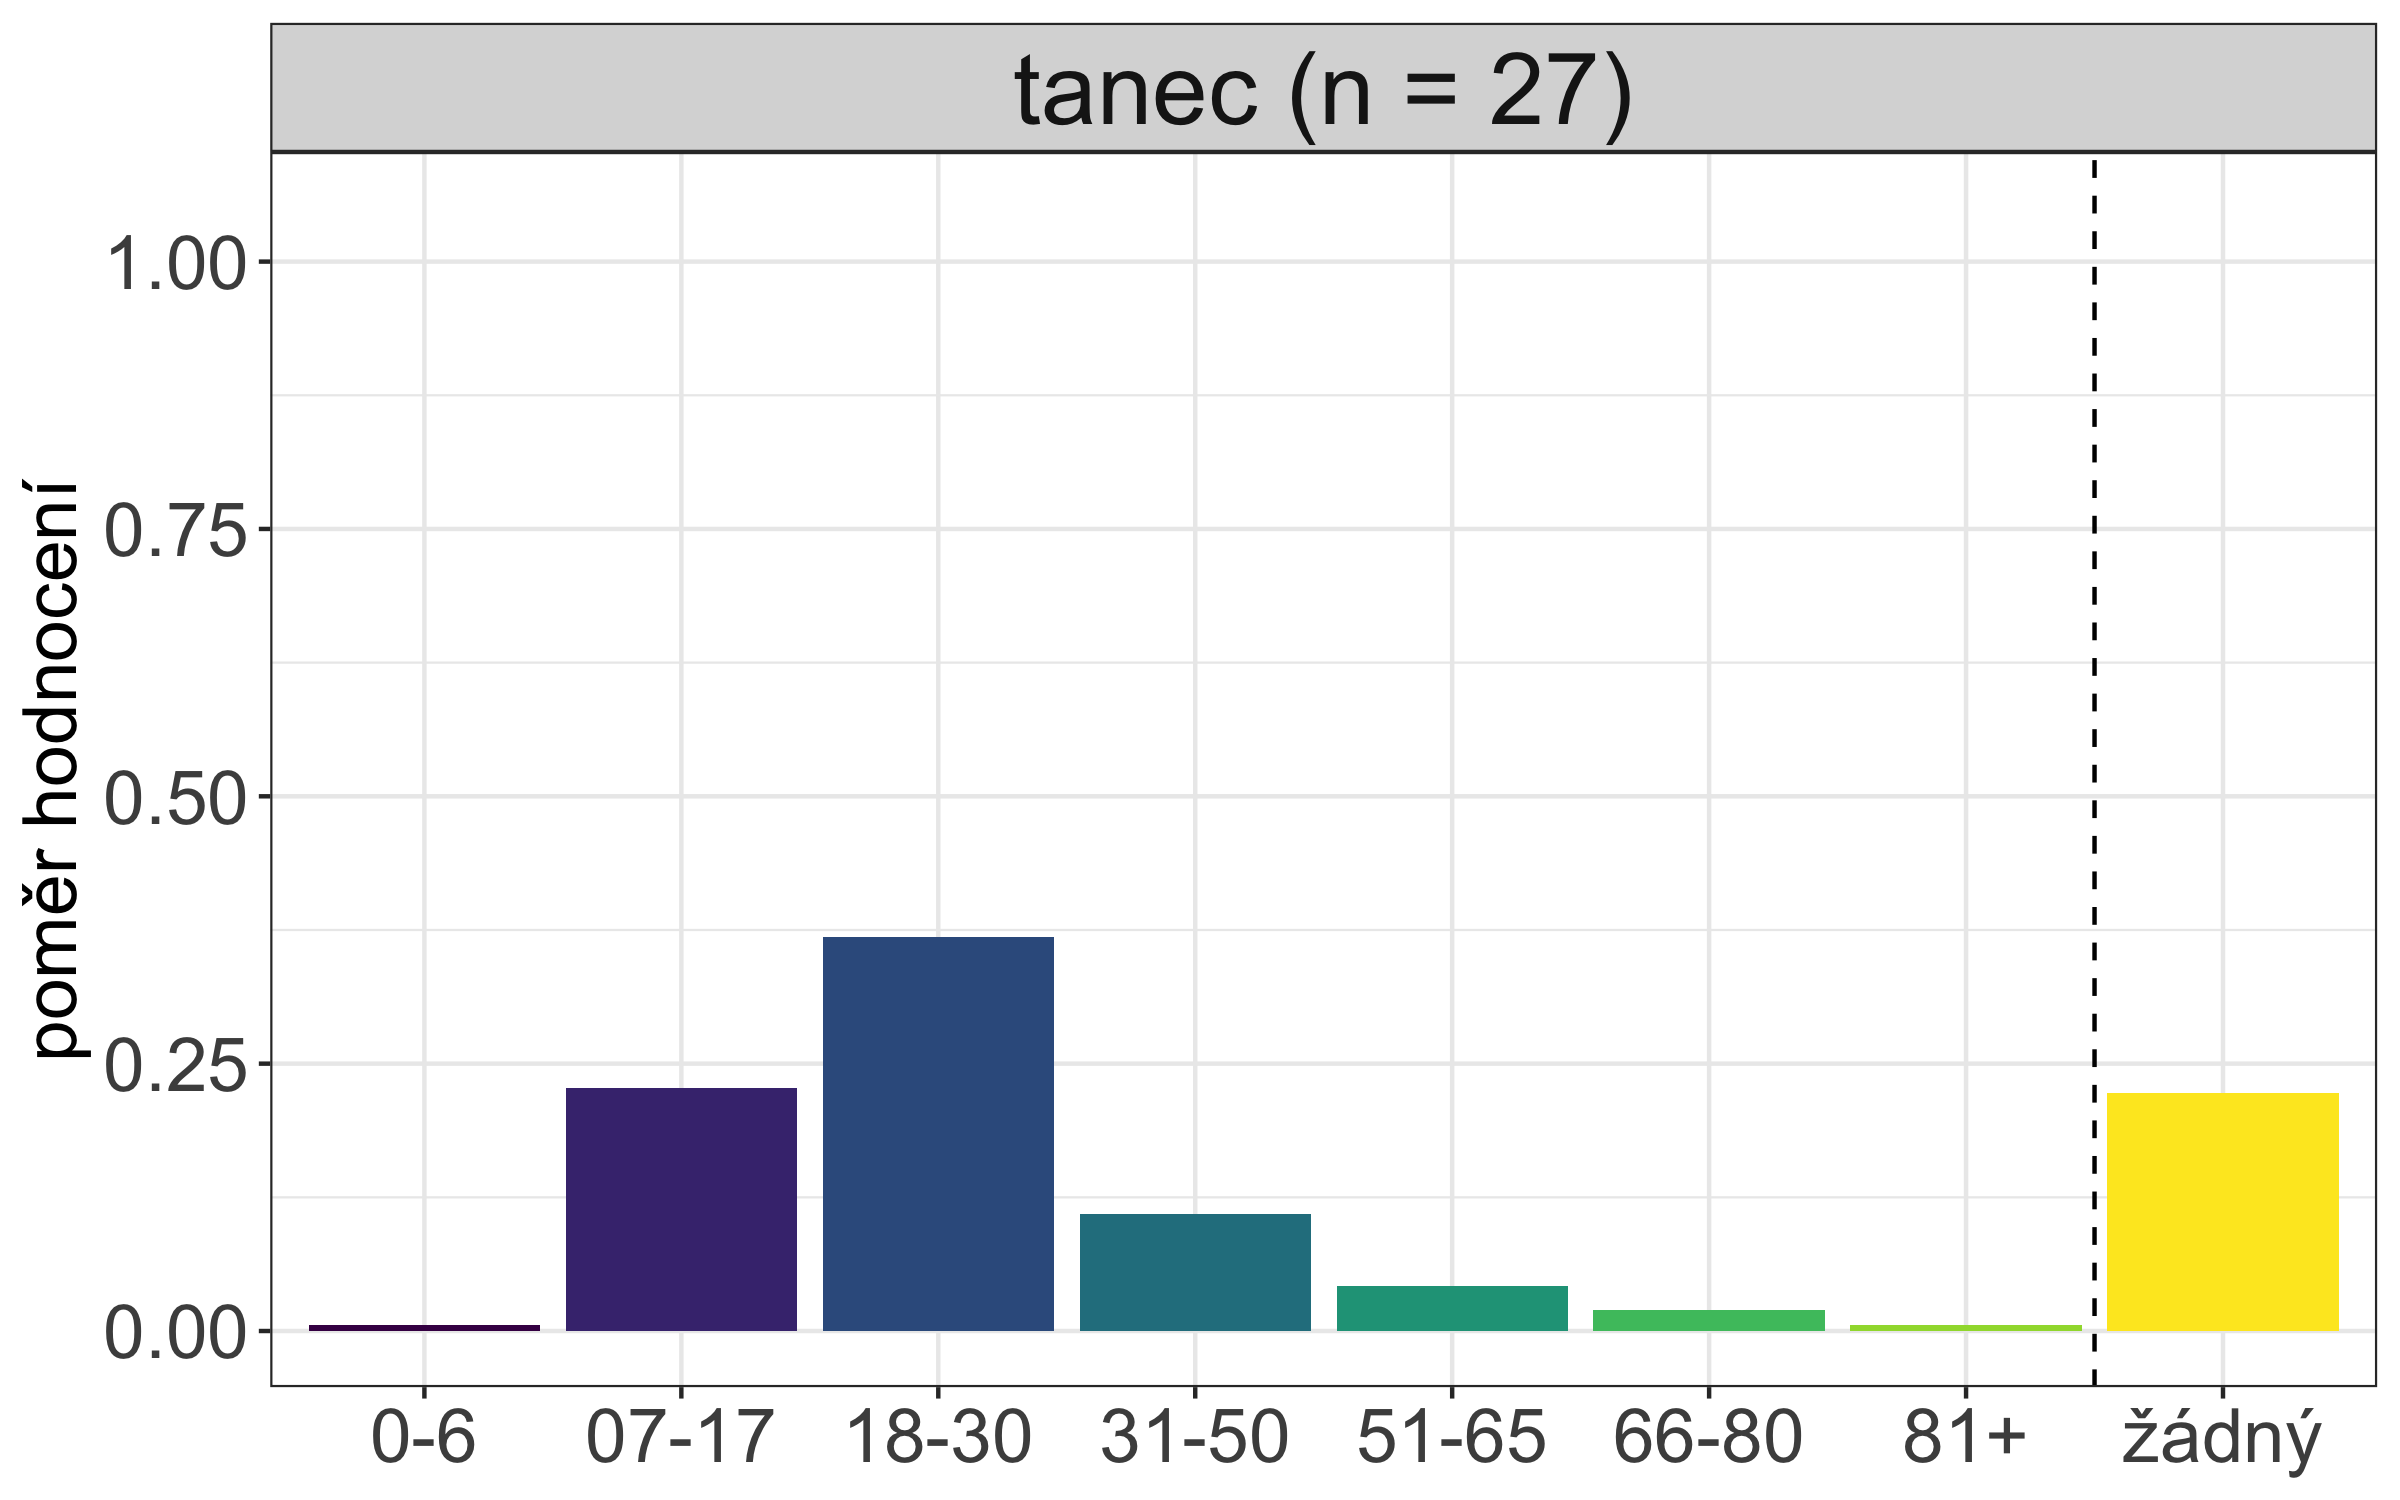 tanec (n = 27)
poměr hodnocení
1.00
0.75
0.50
0.25
0.00
0-6 07-17 18-30 31-50 51-65 66-80 81+ žádný